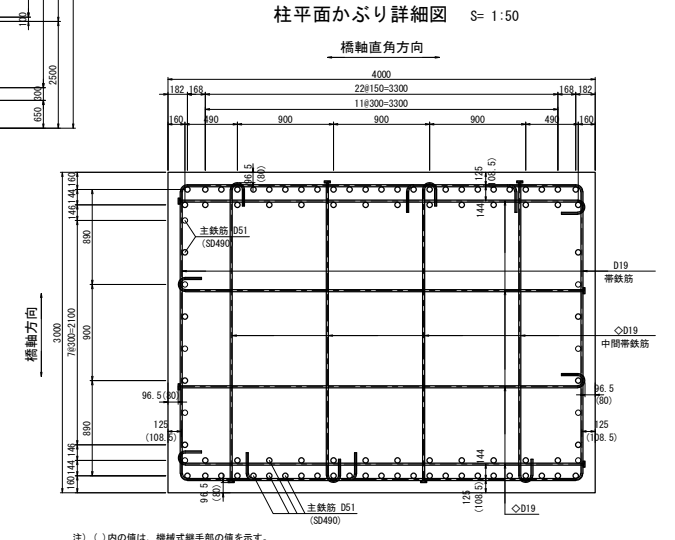 100
2500
300
650
柱平面かぶり詳細図 S= 1:50
橋軸直角方向
4000
182 168 22@150=3300 168 182
11@300=3300
160 490 900 900 900 490 160
96.5
(80)
125
(108.5)
144
160
144
146
890
主鉄筋 D51
(SD490)
D19
帯鉄筋
橋軸方向
3000
7@300=2100
900
◇D19
中間帯鉄筋
96.5(80)
96.5
(80)
890
125
(108.5)
125
(108.5)
146
144
160
144
96.5
(80)
主鉄筋 D51
(SD490)
125
(108.5)
◇D19
注) ( )内の値は、機械式継手部の値を示す。